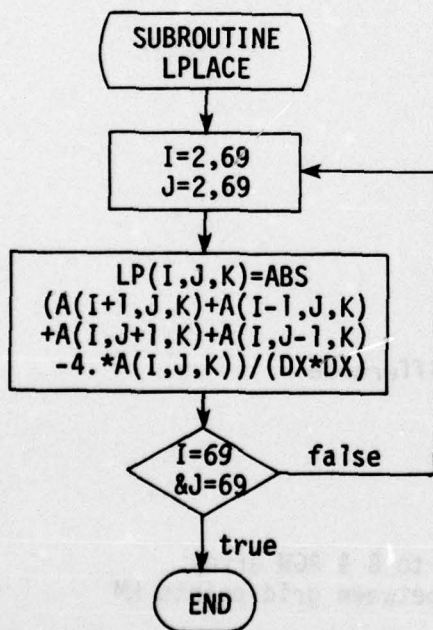 SUBROUTINE
LPLACE
I=2,69
J=2,69
LP(I,J,K)=ABS
(A(I+1,J,K)+A(I-1,J,K)
+A(I,J+1,K)+A(I,J-1,K)
-4.*A(I,J,K))/(DX*DX)
I=69
&J=69
false
true
END